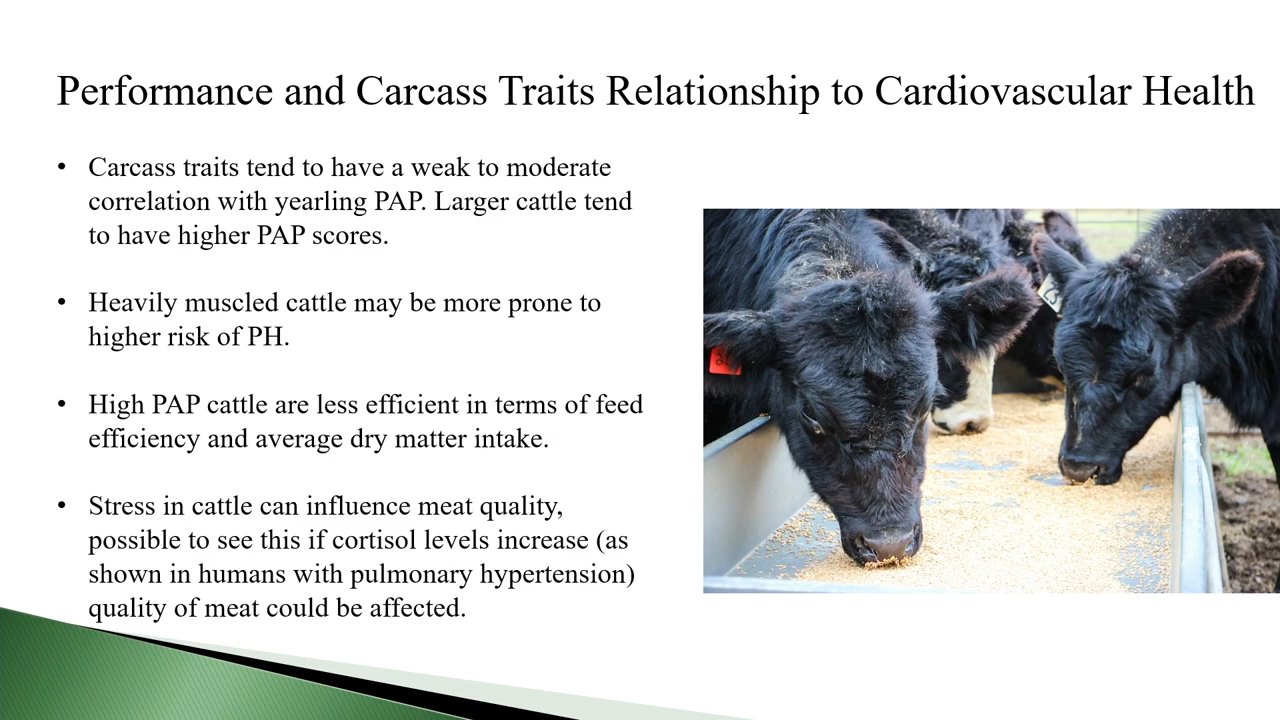 Performance and Carcass Traits Relationship to Cardiovascular Health
• Carcass traits tend to have a weak to moderate
correlation with yearling PAP. Larger cattle tend
to have higher PAP scores.
• Heavily muscled cattle may be more prone to
higher risk of PH.
• High PAP cattle are less efficient in terms of feed
efficiency and average dry matter intake.
• Stress in cattle can influence meat quality,
possible to see this if cortisol levels increase (as
shown in humans with pulmonary hypertension)
quality of meat could be affected.